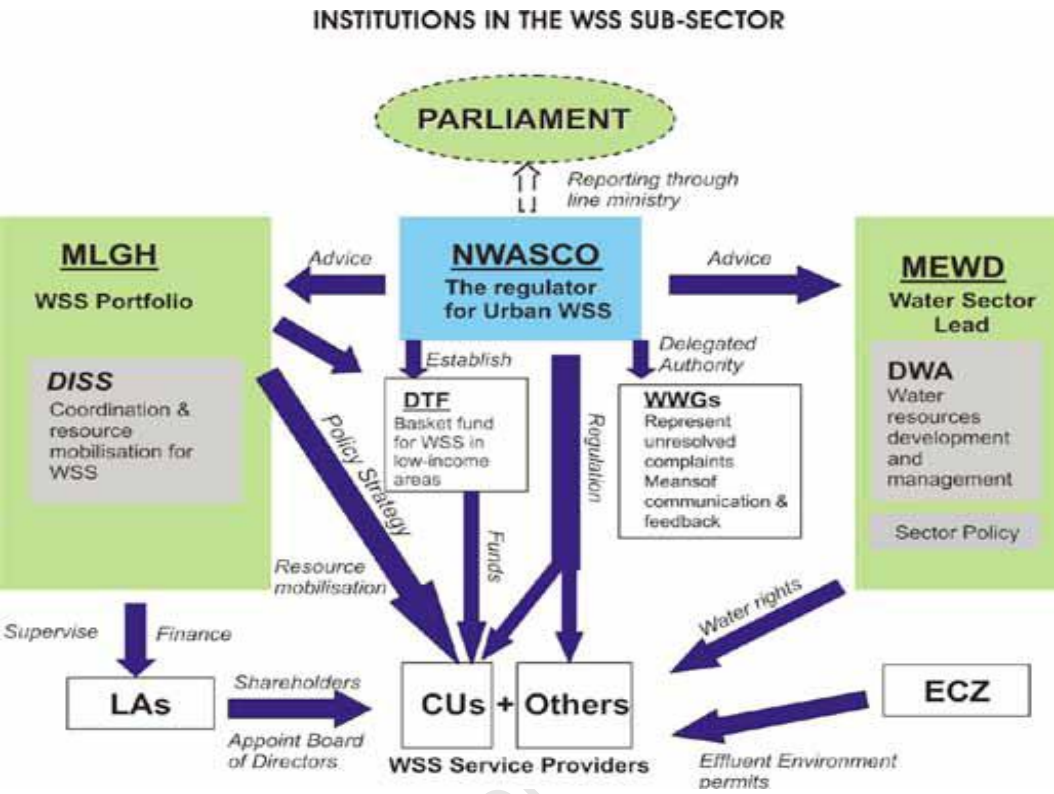 INSTITUTIONS IN THE WSS SUB-SECTOR
PARLIAMENT
Reporting through
line ministry
MLGH
WSS Portfolio
Advice
NWASCO
The regulator
for Urban WSS
Advice
MEWD
Water Sector
Lead
DISS
Coordination &
resource
mobilisation for
WSS
Establish
DTF
Basket fund
for WSS in
low-income
areas
Delegated
Authority
WWGs
Represent
unresolved
complaints
Meansof
communication &
feedback
DWA
Water
resources
development
and
management
Sector Policy
Policy Strategy
Regulation
Funds
Resource
mobilisation
Water rights
Supervise
Finance
LAs
Shareholders
Appoint Board
of Directors
CUs + Others
WSS Service Providers
ECZ
Effluent Environment
permits